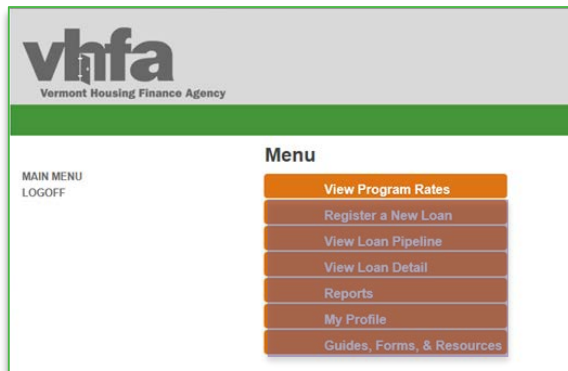 vhfa
Vermont Housing Finance Agency
Menu
MAIN MENU
LOGOFF
View Program Rates
Register a New Loan
View Loan Pipeline
View Loan Detail
Reports
My Profile
Guides, Forms, & Resources